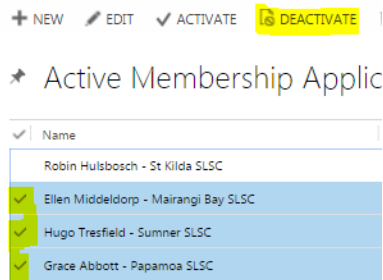 NEW EDIT ACTIVATE DEACTIVATE
Active Membership Applic
Name
Robin Hulsbosch - St Kilda SLSC
Ellen Middeldorp - Mairangi Bay SLSC
Hugo Tresfield - Sumner SLSC
Grace Abbott - Papamoa SLSC